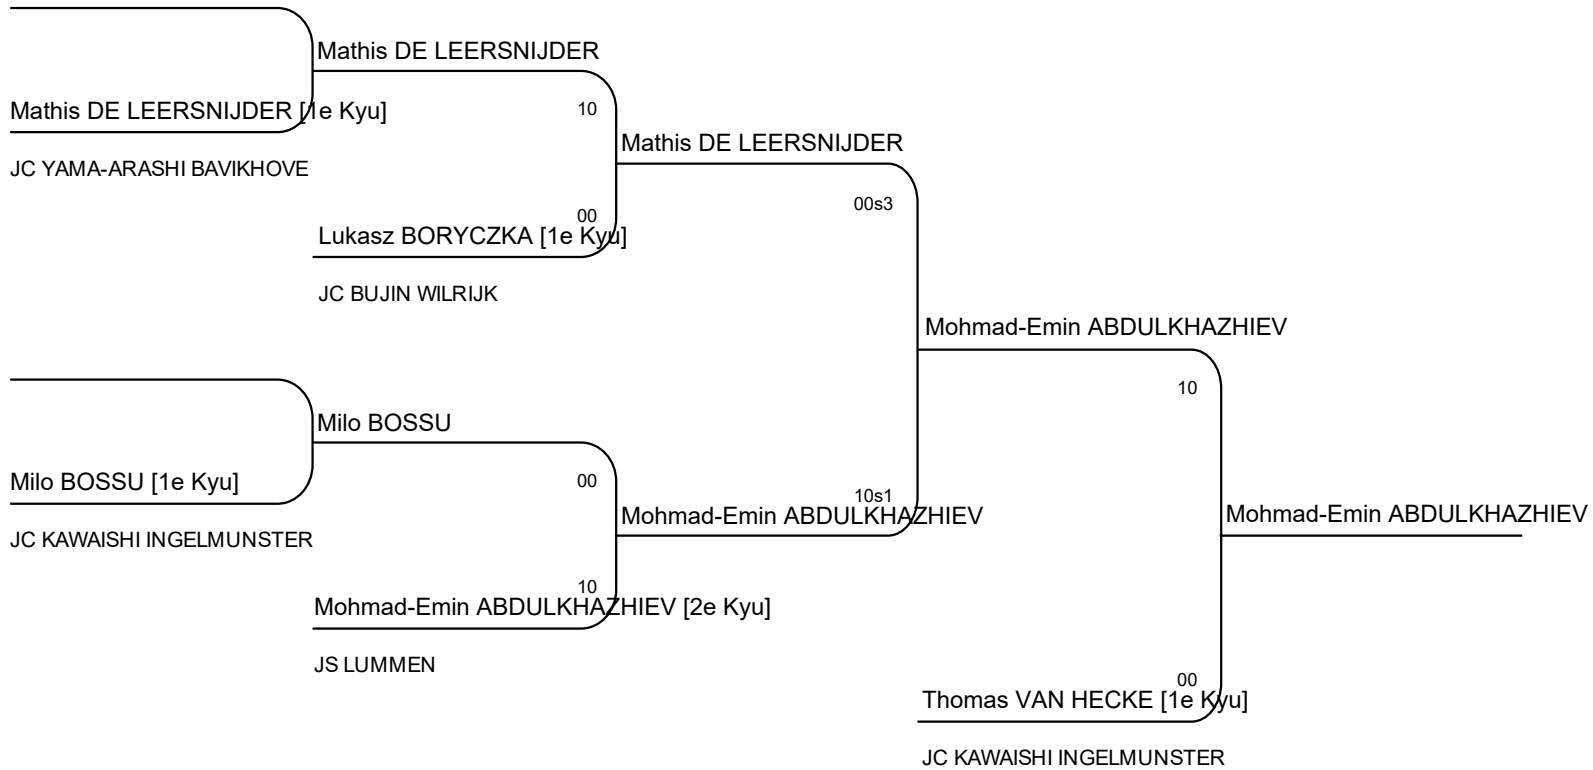 Mathis DE LEERSNIJDER
Mathis DE LEERSNIJDER [1e Kyu]
10
Mathis DE LEERSNIJDER
JC YAMA-ARASHI BAVIKHOVE
00s3
00
Lukasz BORYCZKA [1e Kyu]
JC BUJIN WILRIJK
Mohmad-Emin ABDULKHAZHIEV
10
Milo BOSSU
Milo BOSSU [1e Kyu]
00
10s1
Mohmad-Emin ABDULKHAZHIEV
Mohmad-Emin ABDULKHAZHIEV
JC KAWAISHI INGELMUNSTER
10
Mohmad-Emin ABDULKHAZHIEV [2e Kyu]
JS LUMMEN
00
Thomas VAN HECKE [1e Kyu]
JC KAWAISHI INGELMUNSTER